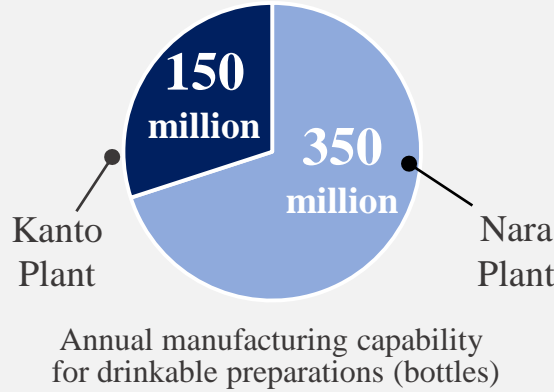 150
million
350
million
Kanto
Plant
Nara
Plant
Annual manufacturing capability
for drinkable preparations (bottles)